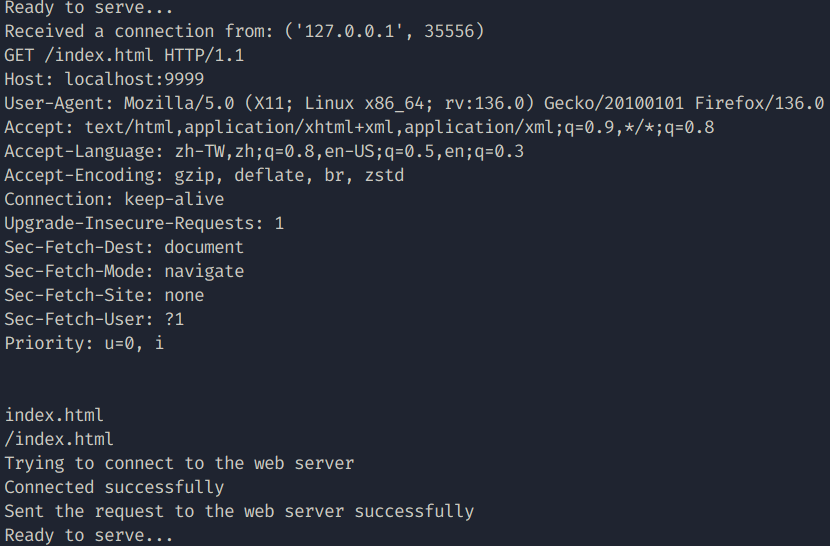 Ready to serve...
Received a connection from: ('127.0.0.1', 35556)
GET /index.html HTTP/1.1
Host: localhost:9999
User-Agent: Mozilla/5.0 (X11; Linux x86_64; rv:136.0) Gecko/20100101 Firefox/136.0
Accept: text/html,application/xhtml+xml,application/xml;q=0.9,*/*;q=0.8
Accept-Language: zh-TW,zh;q=0.8,en-US;q=0.5,en;q=0.3
Accept-Encoding: gzip, deflate, br, zstd
Connection: keep-alive
Upgrade-Insecure-Requests: 1
Sec-Fetch-Dest: document
Sec-Fetch-Mode: navigate
Sec-Fetch-Site: none
Sec-Fetch-User: ?1
Priority: u=0, i
index.html
/index.html
Trying to connect to the web server
Connected successfully
Sent the request to the web server successfully
Ready to serve...